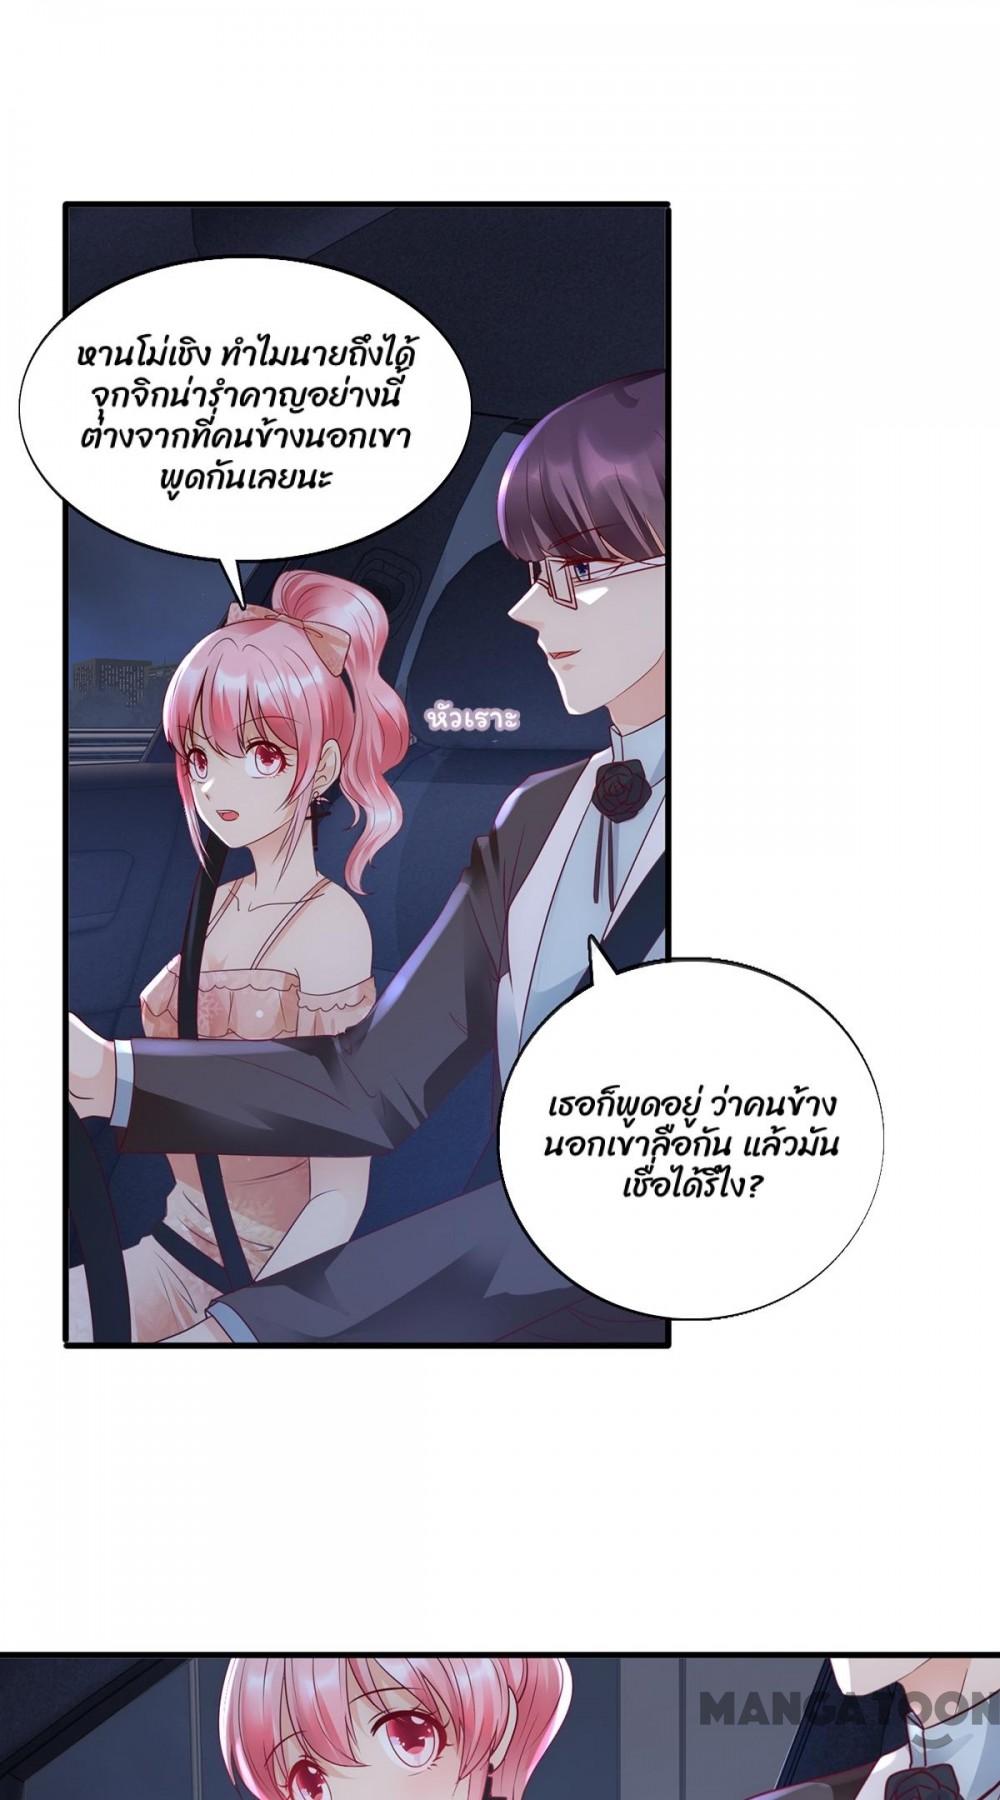 หานโม่เชิง ทำไมนายถึงได้
จุกจิกน่ารำคาญอย่างนี้
ต่างจากที่คนข้างนอกเขา
พูดกันเลยนะ
หัวเราะ
เธอก็พูดอยู่ ว่าคนข้าง
นอกเขาลือกัน แล้วมัน
เชื่อได้รึไง?
MANGATOON